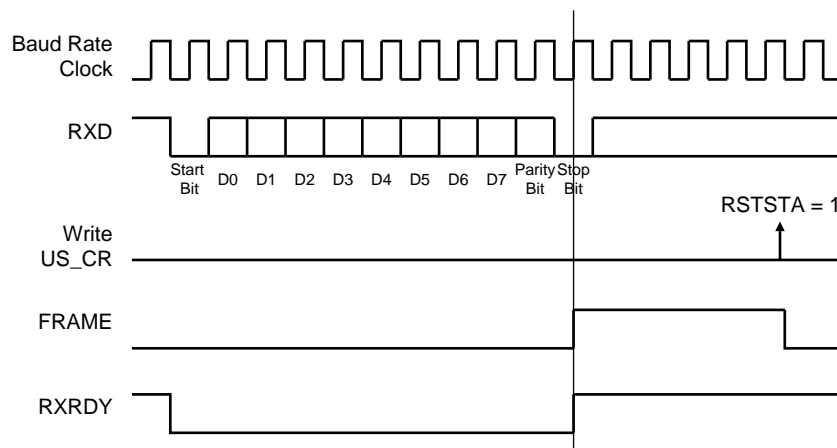 Baud Rate
Clock
RXD
Start
Bit
D0 D1 D2 D3 D4 D5 D6 D7
Parity
Bit
Stop
Bit
RSTSTA = 1
Write
US_CR
FRAME
RXRDY